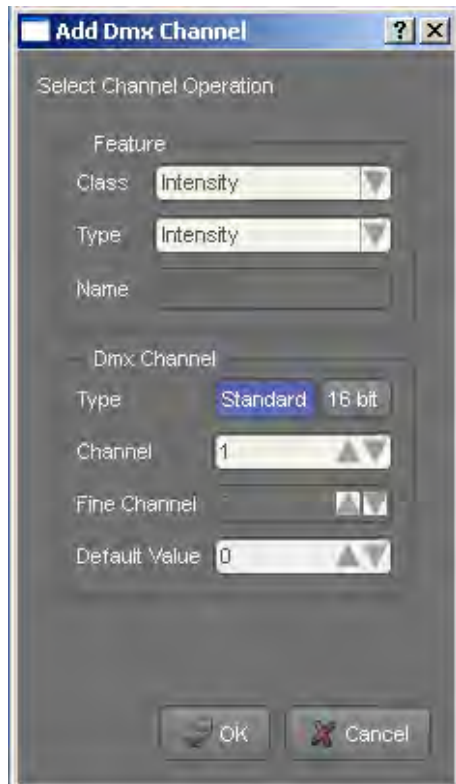 Add Dmx Channel ?
Select Channel Operation
Feature
Class Intensity
Type Intensity
Name
Dmx Channel
Type Standard 16 bit
Channel 1
Fine Channel
Default Value 0
OK Cancel